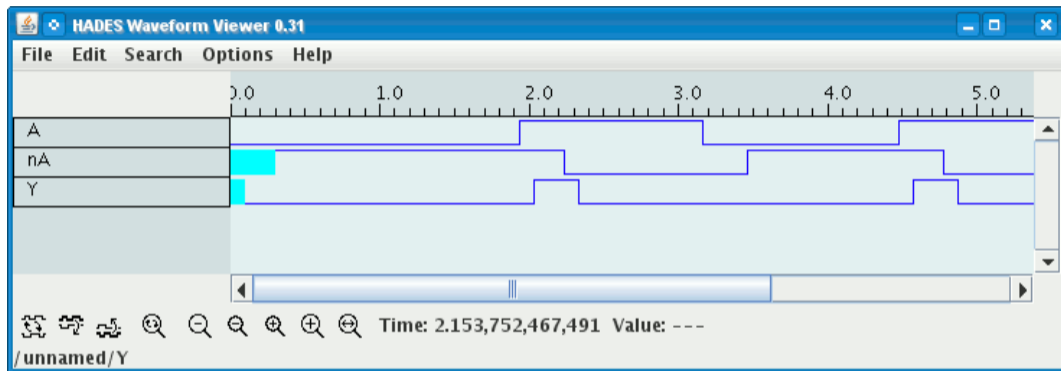 HADES Waveform Viewer 0.31
File Edit Search Options Help
0.0 1.0 2.0 3.0 4.0 5.0
A
nA
Y
Time: 2.153,752,467,491 Value: ---
/unnamed/Y